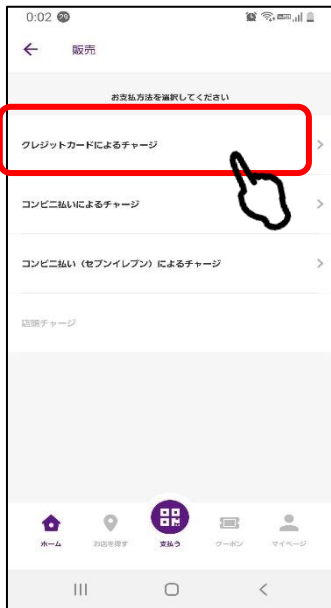 0:02 29
販売
お支払方法を選択してください
クレジットカードによるチャージ
コンビニ払いによるチャージ
コンビニ払い（セブンイレブン）によるチャージ
店頭チャージ
ホーム お店を探す 支払う クーポン マイページ